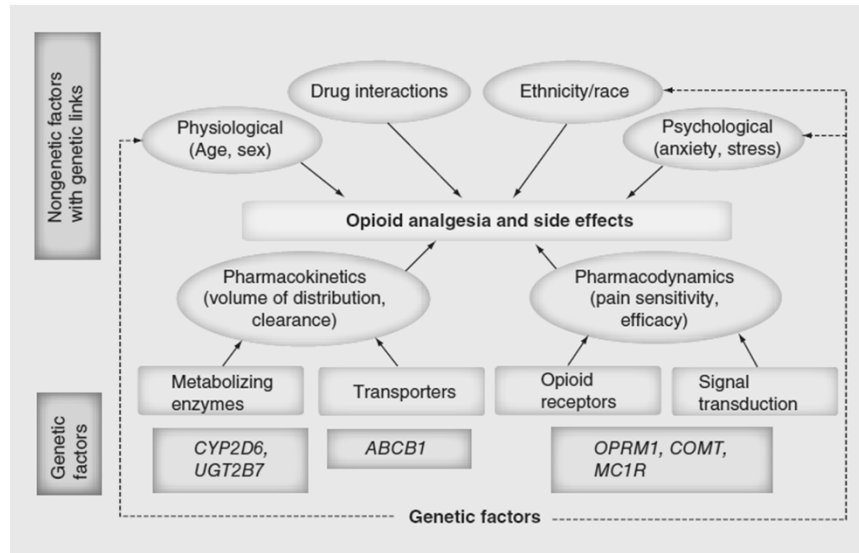 Nongenetic factors
with genetic links
Drug interactions
Ethnicity/race
Physiological
(Age, sex)
Psychological
(anxiety, stress)
Opioid analgesia and side effects
Pharmacokinetics
(volume of distribution,
clearance)
Pharmacodynamics
(pain sensitivity,
efficacy)
Metabolizing
enzymes
Transporters
Opioid
receptors
Signal
transduction
Genetic
factors
CYP2D6,
UGT2B7
ABCB1
OPRM1, COMT,
MC1R
Genetic factors